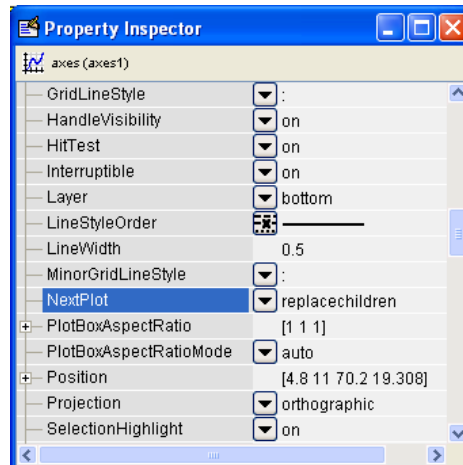 Property Inspector
axes (axes1)
GridLineStyle :
HandleVisibility on
HitTest on
Interruptible on
Layer bottom
LineStyleOrder
LineWidth 0.5
MinorGridLineStyle :
NextPlot replacechildren
PlotBoxAspectRatio [1 1 1]
PlotBoxAspectRatioMode auto
Position [4.8 11 70.2 19.308]
Projection orthographic
SelectionHighlight on